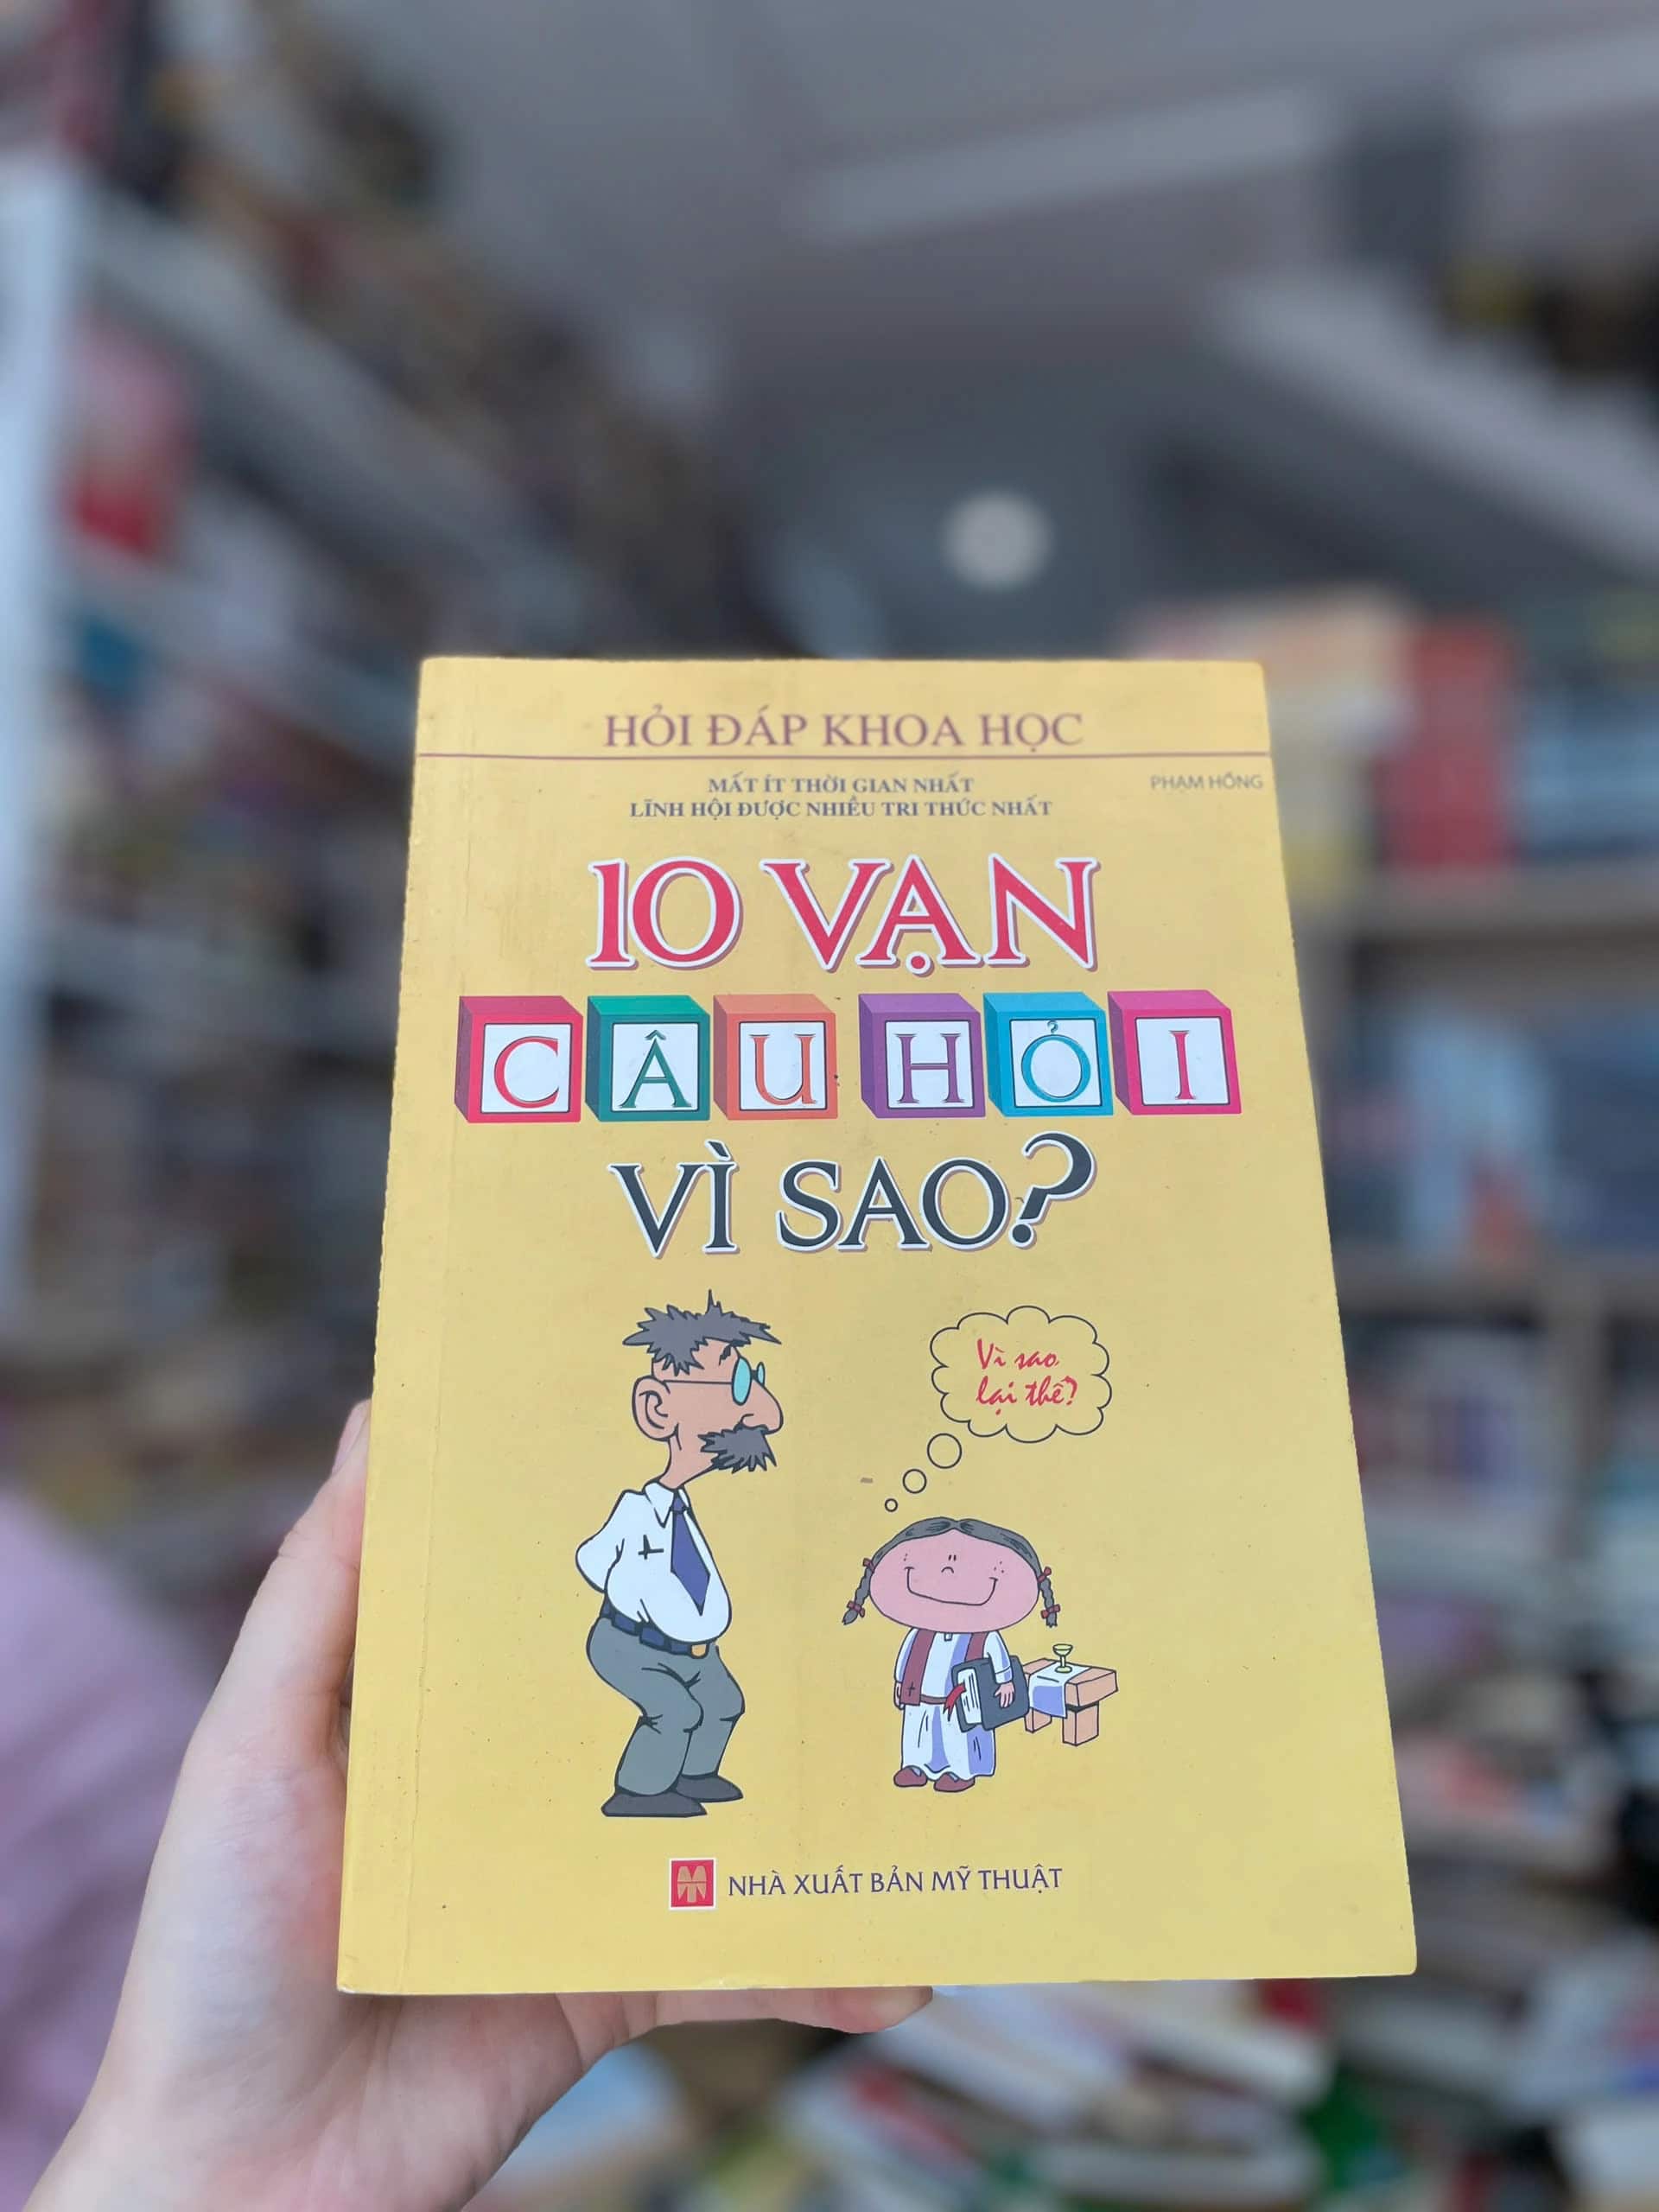 HỎI ĐÁP KHOA HỌC
MẤT ÍT THỜI GIAN NHẤT
LĨNH HỘI ĐƯỢC NHIỀU TRI THỨC NHẤT
PHẠM HỒNG
10 VẠN
CÂU HỎI
VÌ SAO?
Vì sao
lại thế?
NHÀ XUẤT BẢN MỸ THUẬT